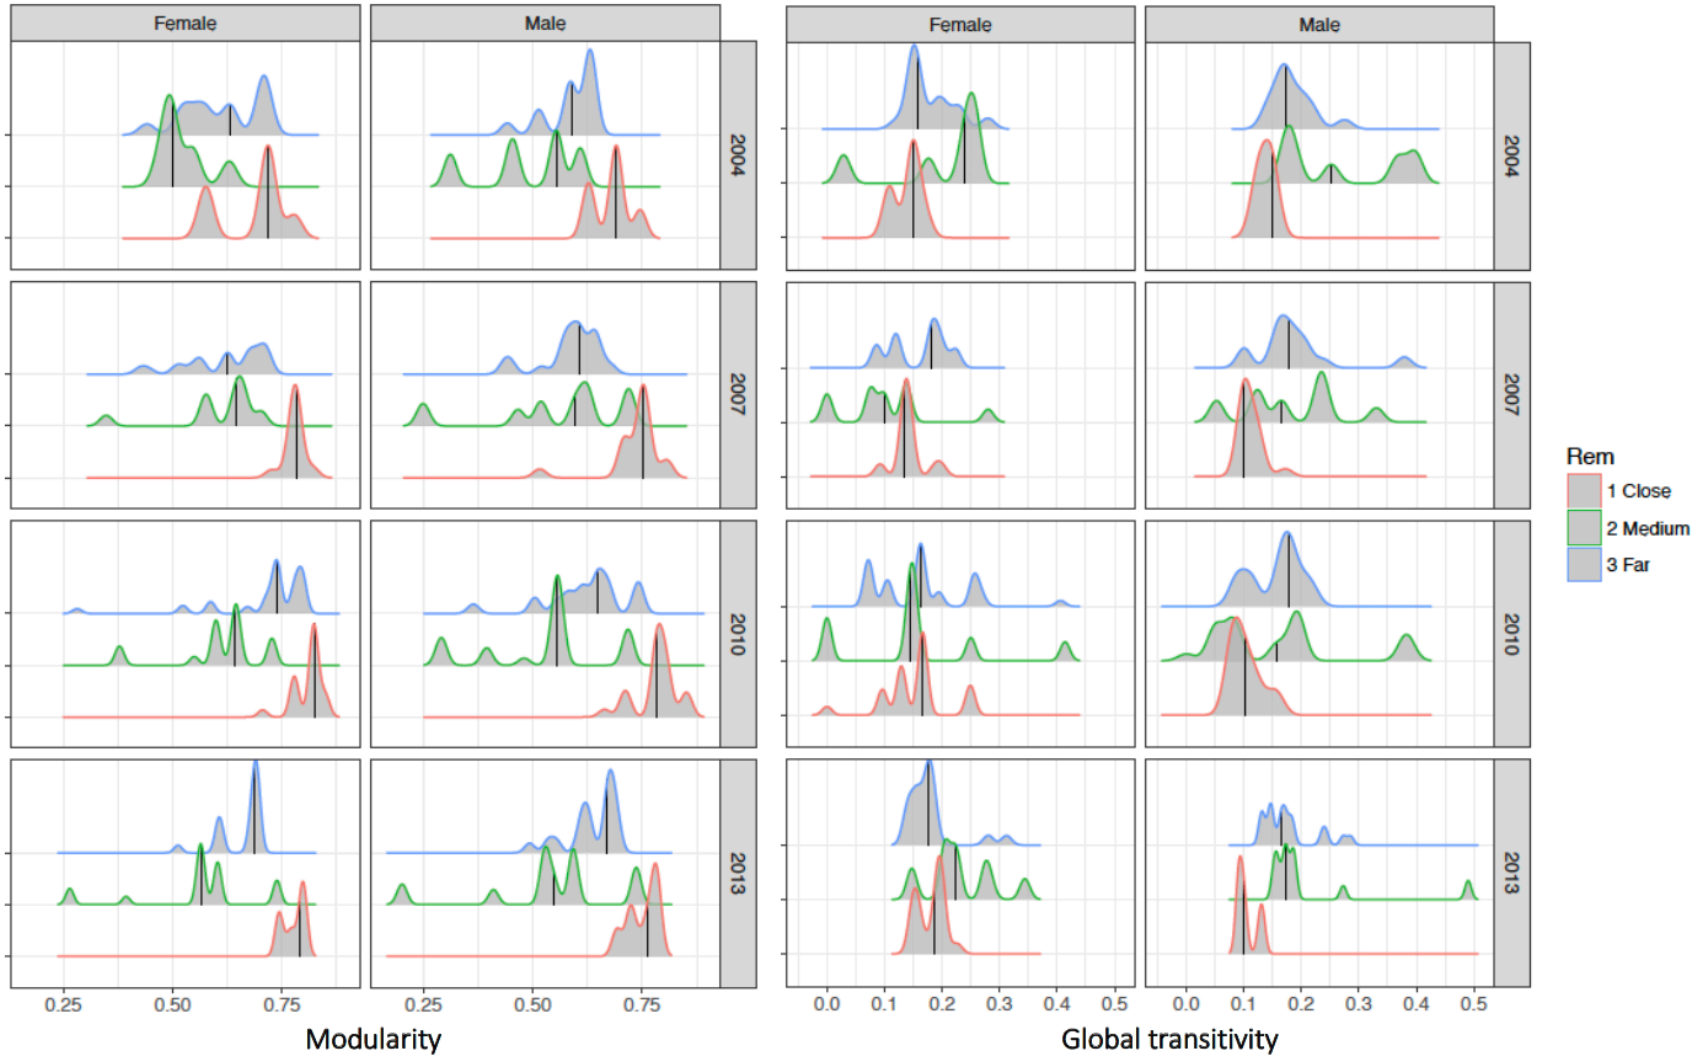 Female Male Female Male
2004 2004
2007 2007
2010 2010
2013 2013
Rem
1 Close
2 Medium
3 Far
0.25 0.50 0.75 0.25 0.50 0.75 0.0 0.1 0.2 0.3 0.4 0.5 0.0 0.1 0.2 0.3 0.4 0.5
Modularity Global transitivity